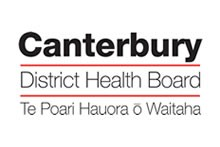 Canterbury
District Health Board
Te Poari Hauora ō Waitaha